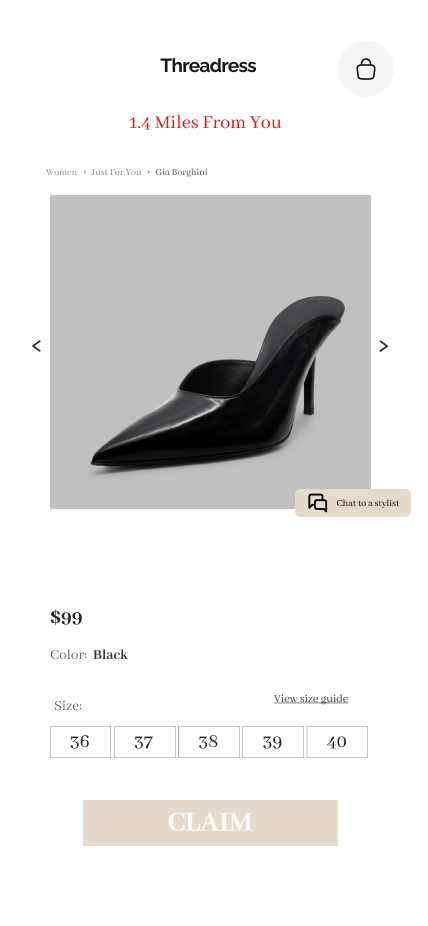 Threadress
1.4 Miles From You
Women › Just For You › Gia Borghini
< >
Chat to a stylist
$99
Color: Black
View size guide
Size:
36 37 38 39 40
CLAIM